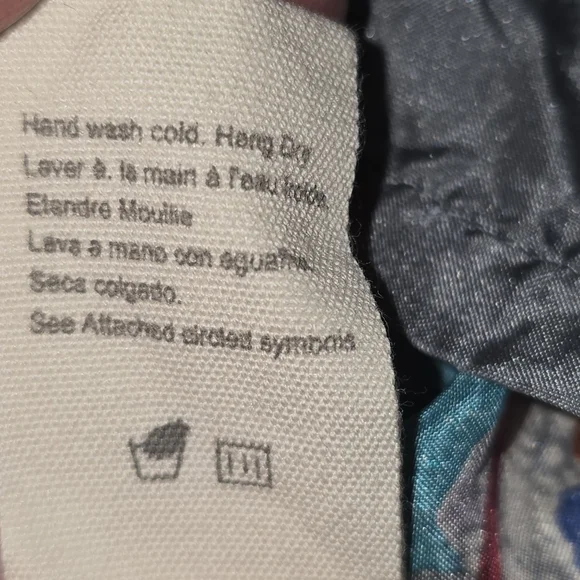 Hand wash cold. Hang Dry
Laver à. la main à l'eau froide.
Etendre Mouille
Lava a mano con agua fria.
Seca colgado.
See Attached circled symbols